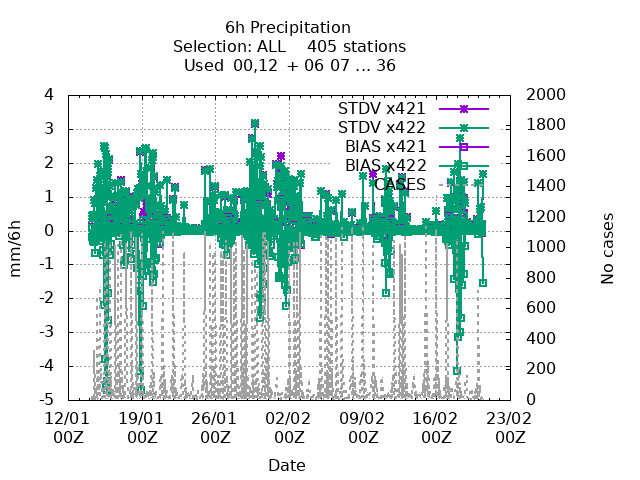 6h Precipitation
Selection: ALL    405 stations
Used  00,12  + 06 07 ... 36
STDV x421
STDV x422
BIAS x421
BIAS x422
CASES
4
3
2
1
0
-1
-2
-3
-4
-5
mm/6h
2000
1800
1600
1400
1200
1000
800
600
400
200
0
No cases
12/01 19/01 26/01 02/02 09/02 16/02 23/02
00Z 00Z 00Z 00Z 00Z 00Z 00Z
Date